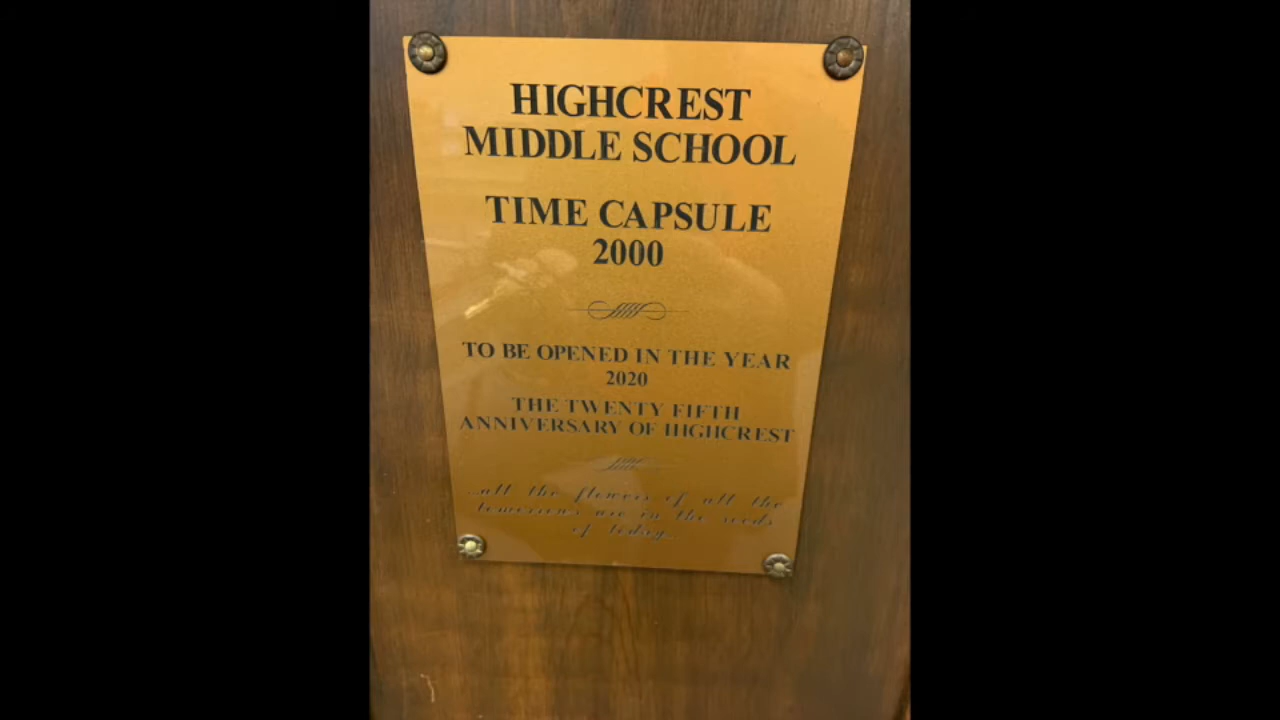 HIGHCREST
MIDDLE SCHOOL
TIME CAPSULE
2000
TO BE OPENED IN THE YEAR
2020
THE TWENTY FIFTH
ANNIVERSARY OF HIGHCREST
...all the flowers of all the
tomorrows are in the seeds
of today...